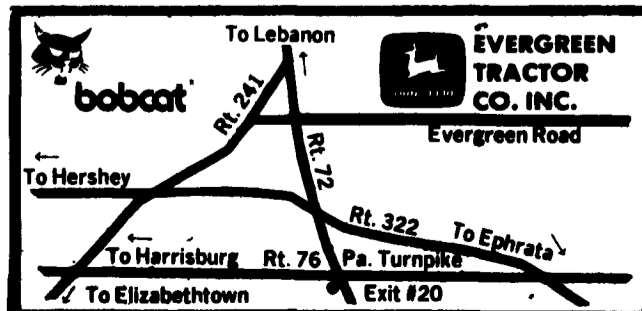 To Lebanon
EVERGREEN
TRACTOR
CO. INC.
bobcat
Rt. 241
Evergreen Road
Rt. 72
To Hershey
Rt. 322
To Ephrata
To Harrisburg
Rt. 76
Pa. Turnpike
To Elizabethtown
Exit #20